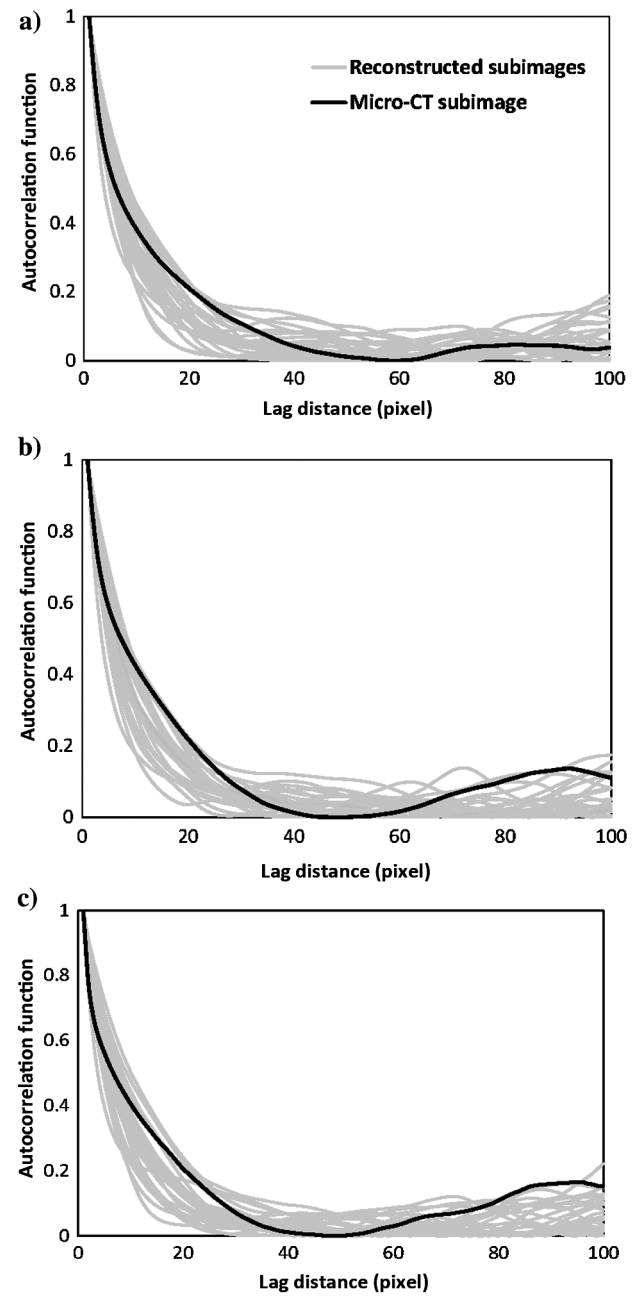 a)
Autocorrelation function
1
0.8
0.6
0.4
0.2
0
Reconstructed subimages
Micro-CT subimage
0 20 40 60 80 100
Lag distance (pixel)
b)
Autocorrelation function
1
0.8
0.6
0.4
0.2
0
0 20 40 60 80 100
Lag distance (pixel)
c)
Autocorrelation function
1
0.8
0.6
0.4
0.2
0
0 20 40 60 80 100
Lag distance (pixel)